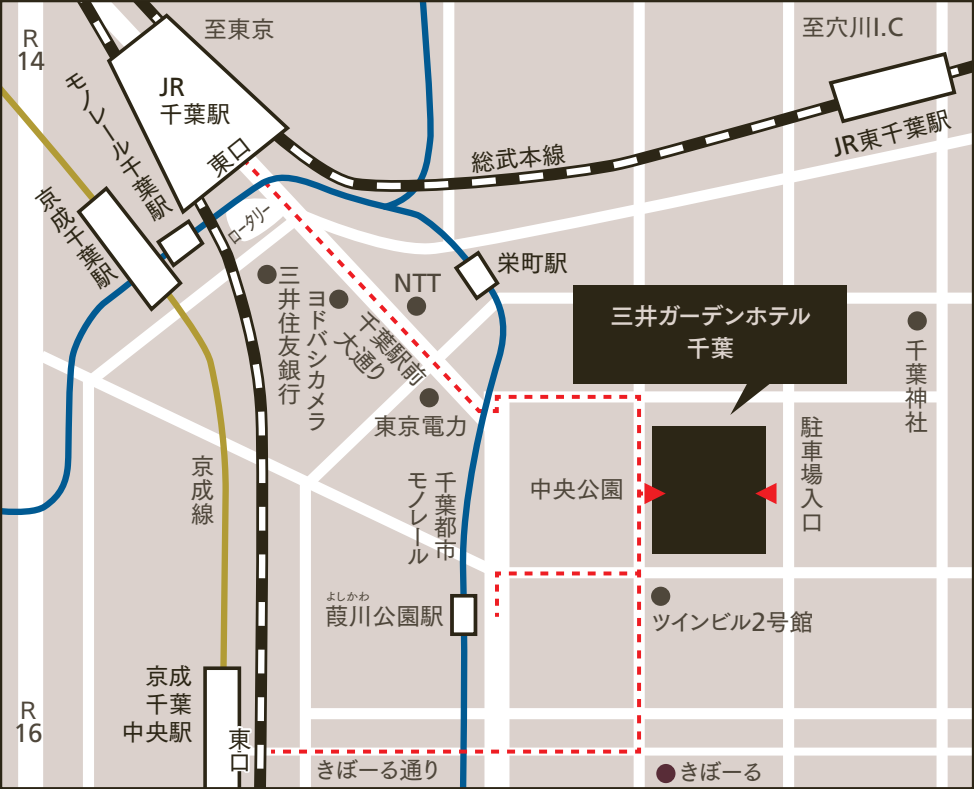 至東京
至穴川I.C
R
14
JR
千葉駅
東口
モノレール千葉駅
総武本線
JR東千葉駅
京成千葉駅
ロータリー
栄町駅
三井住友銀行
ヨドバシカメラ
NTT
千葉駅前
大通り
三井ガーデンホテル
千葉
千葉神社
東京電力
京成線
千葉都市
モノレール
中央公園
駐車場入口
よしかわ
葭川公園駅
ツインビル2号館
京成
千葉
中央駅
R
16
東口
きぼーる通り
きぼーる